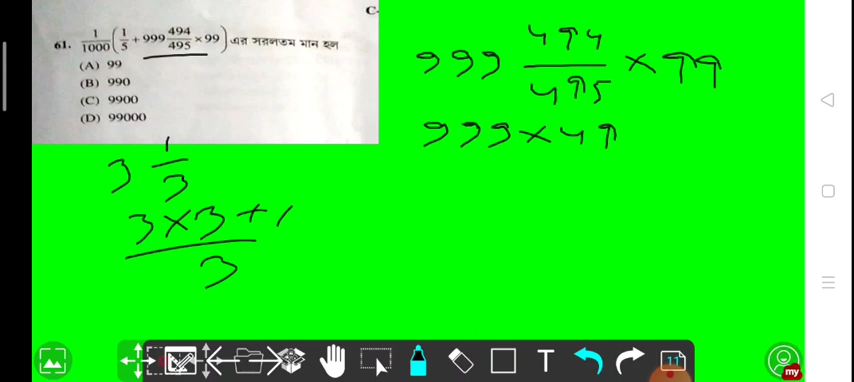 C-
61. 1/1000 (1/5 + 999 494/495 × 99) এর সরলতম মান হল
(A) 99
(B) 990
(C) 9900
(D) 99000
3 1/3
3×3+1/3
999 494/495 × 99
999×49
T
11
my